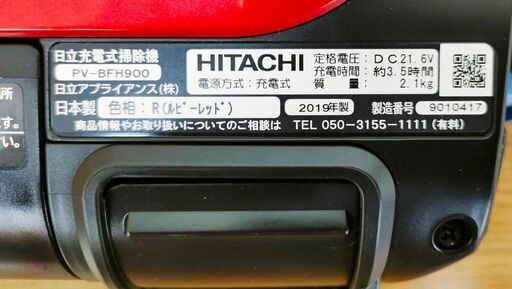 日立充電式掃除機
PV-BFH900
日立アプライアンス(株)
HITACHI
電源方式：充電式
定格電圧：DC21.6V
充電時間：約3.5時間
質量：2.1kg
日本製 色相：R(ﾙﾋﾞｰﾚｯﾄﾞ) 2019年製 製造番号 9010417
商品情報やお取り扱いについてのご相談は TEL 050-3155-1111（有料）
所
い